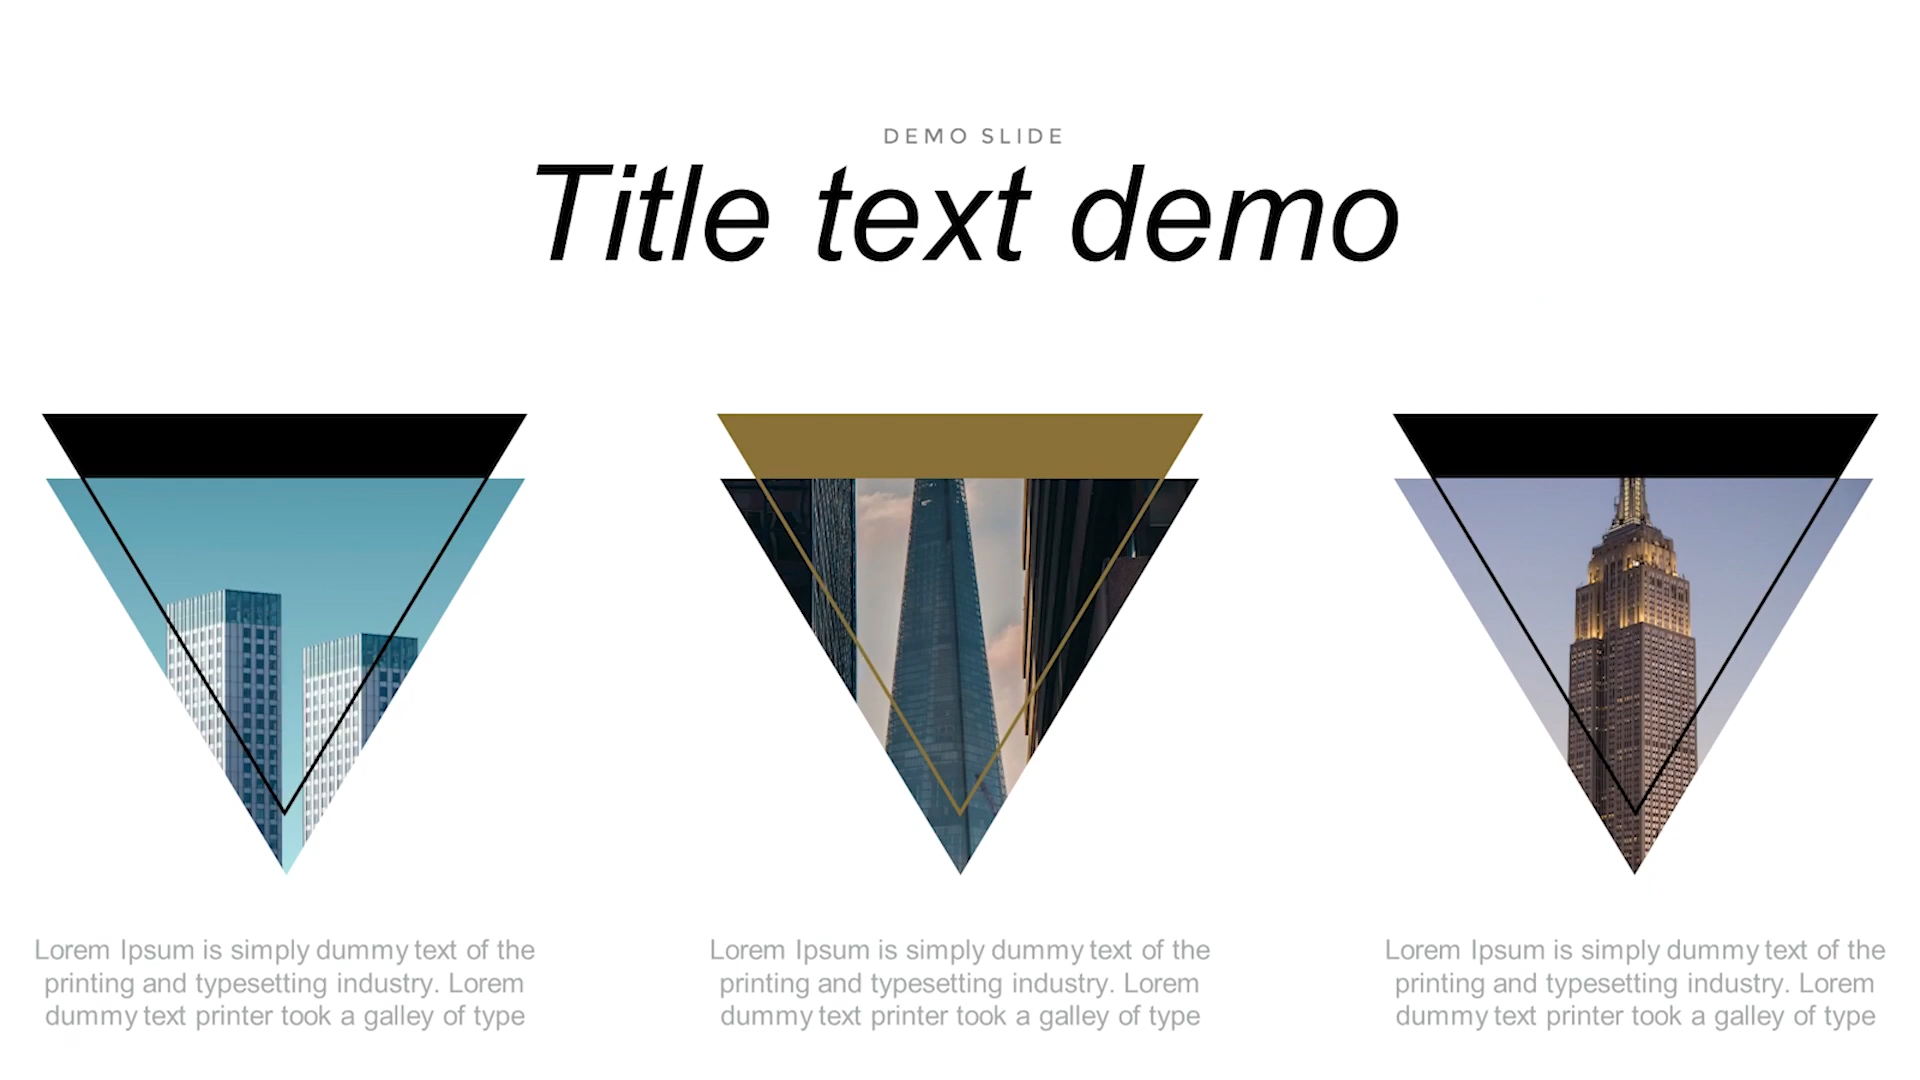 DEMO SLIDE
Title text demo
Lorem Ipsum is simply dummy text of the
printing and typesetting industry. Lorem
dummy text printer took a galley of type
Lorem Ipsum is simply dummy text of the
printing and typesetting industry. Lorem
dummy text printer took a galley of type
Lorem Ipsum is simply dummy text of the
printing and typesetting industry. Lorem
dummy text printer took a galley of type